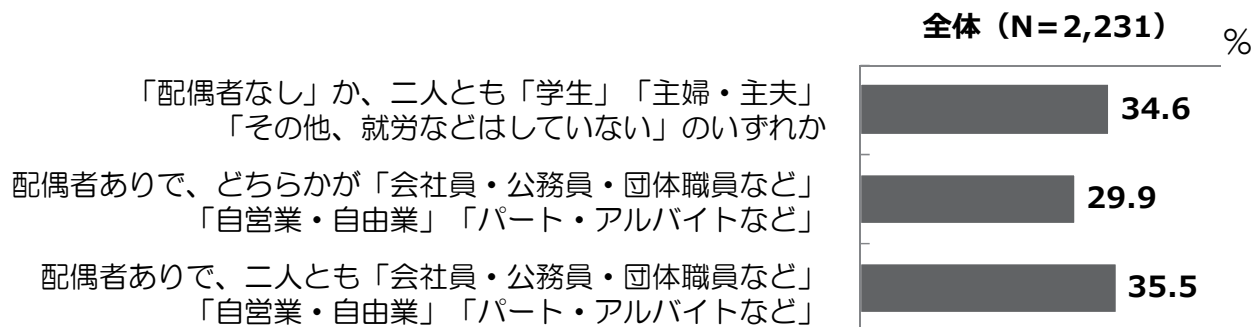 全体（N＝2,231）
%
「配偶者なし」か、二人とも「学生」「主婦・主夫」
「その他、就労などはしていない」のいずれか
34.6
配偶者ありで、どちらかが「会社員・公務員・団体職員など」
「自営業・自由業」「パート・アルバイトなど」
29.9
配偶者ありで、二人とも「会社員・公務員・団体職員など」
「自営業・自由業」「パート・アルバイトなど」
35.5